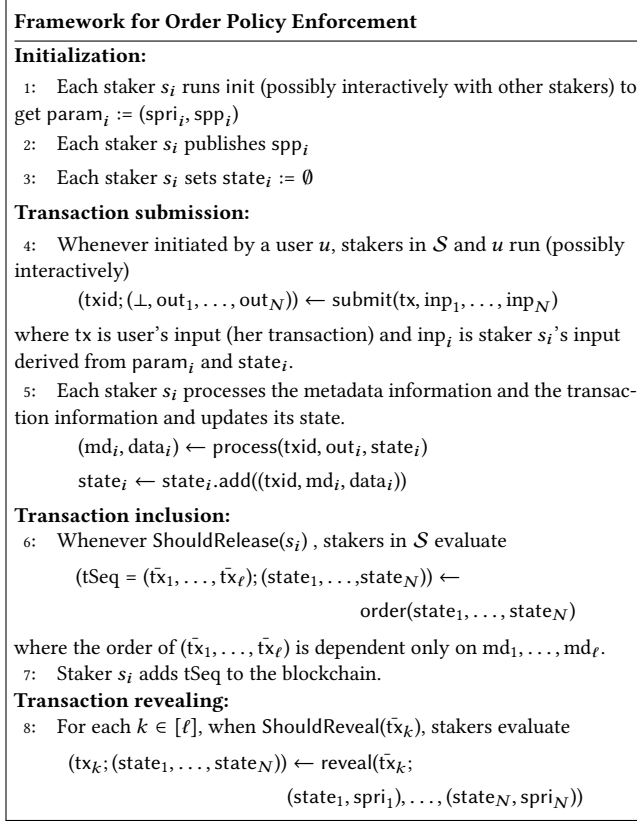 Framework for Order Policy Enforcement
Initialization:
1: Each staker sᵢ runs init (possibly interactively with other stakers) to
get paramᵢ := (spriᵢ, sppᵢ)
2: Each staker sᵢ publishes sppᵢ
3: Each staker sᵢ sets stateᵢ := ∅
Transaction submission:
4: Whenever initiated by a user u, stakers in 𝒮 and u run (possibly
interactively)
(txid; (⊥, out₁, . . . , out_N)) ← submit(tx, inp₁, . . . , inp_N)
where tx is user's input (her transaction) and inpᵢ is staker sᵢ's input
derived from paramᵢ and stateᵢ.
5: Each staker sᵢ processes the metadata information and the transac-
tion information and updates its state.
(mdᵢ, dataᵢ) ← process(txid, outᵢ, stateᵢ)
stateᵢ ← stateᵢ.add((txid, mdᵢ, dataᵢ))
Transaction inclusion:
6: Whenever ShouldRelease(sᵢ) , stakers in 𝒮 evaluate
(tSeq = (t̄x₁, . . . , t̄x_ℓ); (state₁, . . . ,state_N)) ←
order(state₁, . . . , state_N)
where the order of (t̄x₁, . . . , t̄x_ℓ) is dependent only on md₁, . . . , md_ℓ.
7: Staker sᵢ adds tSeq to the blockchain.
Transaction revealing:
8: For each k ∈ [ℓ], when ShouldReveal(t̄x_k), stakers evaluate
(tx_k; (state₁, . . . , state_N)) ← reveal(t̄x_k;
(state₁, spri₁), . . . , (state_N, spri_N))